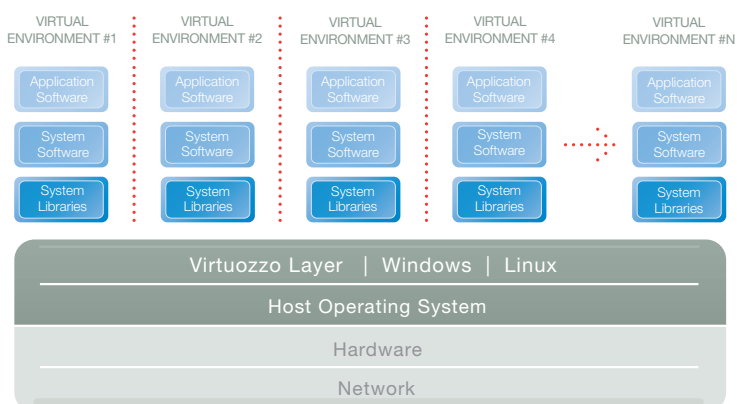 VIRTUAL
ENVIRONMENT #1
VIRTUAL
ENVIRONMENT #2
VIRTUAL
ENVIRONMENT #3
VIRTUAL
ENVIRONMENT #4
VIRTUAL
ENVIRONMENT #N
Application
Software
Application
Software
Application
Software
Application
Software
Application
Software
System
Software
System
Software
System
Software
System
Software
System
Software
System
Libraries
System
Libraries
System
Libraries
System
Libraries
System
Libraries
Virtuozzo Layer | Windows | Linux
Host Operating System
Hardware
Network